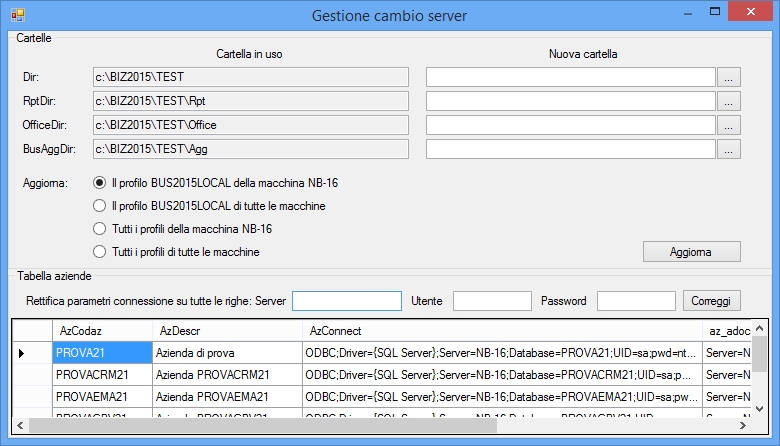 Gestione cambio server
Cartelle
Cartella in uso Nuova cartella
Dir: c:\BIZ2015\TEST ...
RptDir: c:\BIZ2015\TEST\Rpt ...
OfficeDir: c:\BIZ2015\TEST\Office ...
BusAggDir: c:\BIZ2015\TEST\Agg ...
Aggioma: Il profilo BUS2015LOCAL della macchina NB-16
Il profilo BUS2015LOCAL di tutte le macchine
Tutti i profili della macchina NB-16
Tutti i profili di tutte le macchine
Aggiorna
Tabella aziende
Rettifica parametri connessione su tutte le righe: Server Utente Password Correggi
AzCodaz AzDescr AzConnect az_adoc
PROVA21 Azienda di prova ODBC;Driver={SQL Server};Server=NB-16;Database=PROVA21;UID=sa;pwd=nt... Server=N
PROVACRM21 Azienda PROVACRM21 ODBC;Driver={SQL Server};Server=NB-16;Database=PROVACRM21;UID=sa;p... Server=N
PROVAEMA21 Azienda PROVAEMA21 ODBC;Driver={SQL Server};Server=NB-16;Database=PROVAEMA21;UID=sa;pw... Server=N